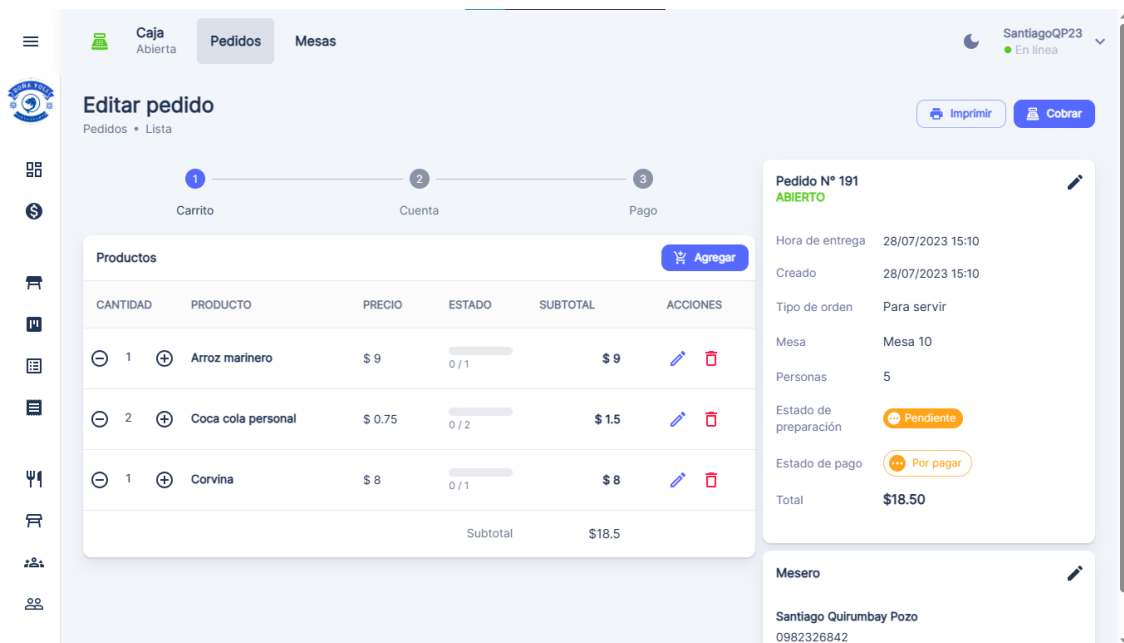 Caja
Abierta
Pedidos
Mesas
SantiagoQP23
En línea
DOÑA YOLI
Editar pedido
Pedidos • Lista
Imprimir
Cobrar
1
2
3
Carrito
Cuenta
Pago
Productos
Agregar
CANTIDAD PRODUCTO PRECIO ESTADO SUBTOTAL ACCIONES
1 Arroz marinero $ 9 0 / 1 $ 9
2 Coca cola personal $ 0.75 0 / 2 $ 1.5
1 Corvina $ 8 0 / 1 $ 8
Subtotal $18.5
Pedido N° 191
ABIERTO
Hora de entrega 28/07/2023 15:10
Creado 28/07/2023 15:10
Tipo de orden Para servir
Mesa Mesa 10
Personas 5
Estado de
preparación
Pendiente
Estado de pago Por pagar
Total $18.50
Mesero
Santiago Quirumbay Pozo
0982326842